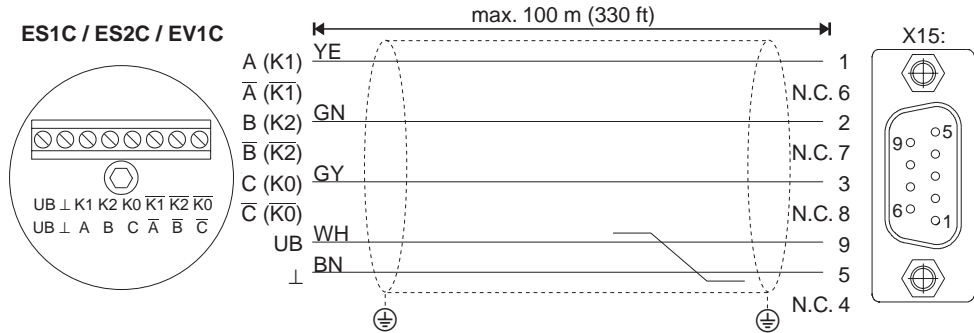 max. 100 m (330 ft)
ES1C / ES2C / EV1C
X15:
A (K1) YE 1
A̅ (K̅1̅) N.C. 6
B (K2) GN 2
B̅ (K̅2̅) N.C. 7
C (K0) GY 3
C̅ (K̅0̅) N.C. 8
UB WH 9
⊥ BN 5
N.C. 4
UB ⊥ K1 K2 K0 K̅1̅ K̅2̅ K̅0̅
UB ⊥ A B C A̅ B̅ C̅
9 5
6 1